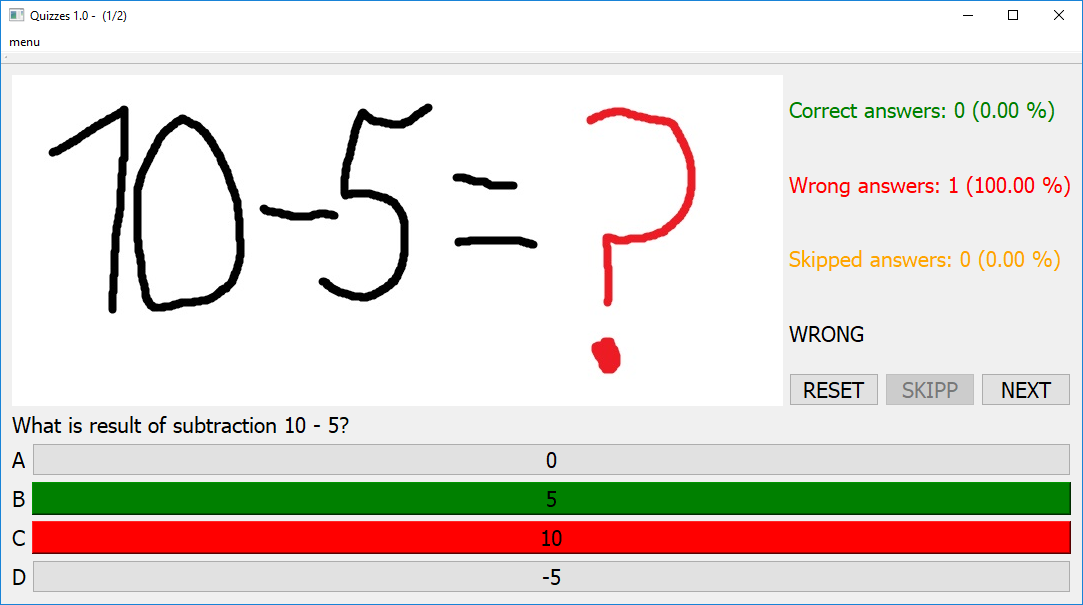 Quizzes 1.0 - (1/2)
menu
10-5=?
Correct answers: 0 (0.00 %)
Wrong answers: 1 (100.00 %)
Skipped answers: 0 (0.00 %)
WRONG
RESET SKIPP NEXT
What is result of subtraction 10 - 5?
A 0
B 5
C 10
D -5